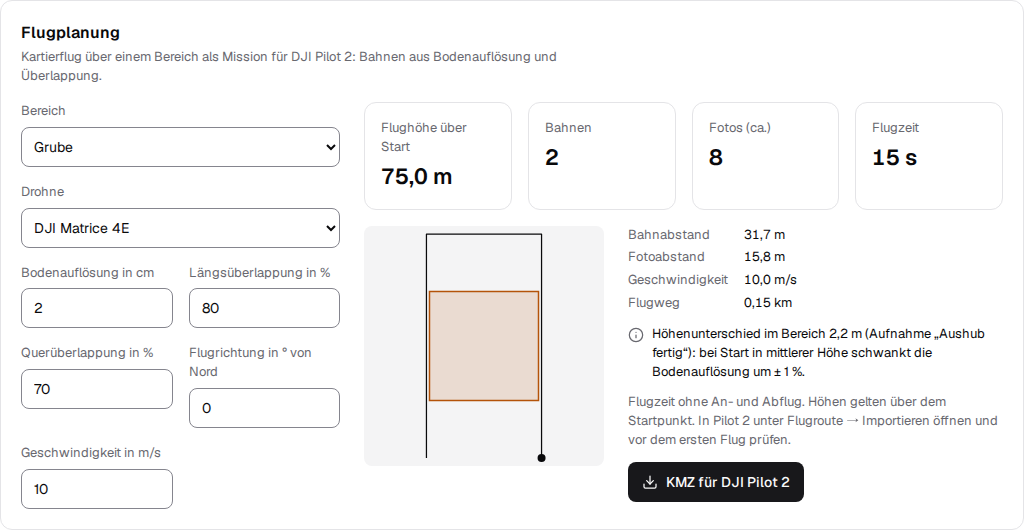 Flugplanung
Kartierflug über einem Bereich als Mission für DJI Pilot 2: Bahnen aus Bodenauflösung und
Überlappung.
Bereich
Grube
Drohne
DJI Matrice 4E
Bodenauflösung in cm
2
Längsüberlappung in %
80
Querüberlappung in %
70
Flugrichtung in ° von
Nord
0
Geschwindigkeit in m/s
10
Flughöhe über
Start
75,0 m
Bahnen
2
Fotos (ca.)
8
Flugzeit
15 s
Bahnabstand 31,7 m
Fotoabstand 15,8 m
Geschwindigkeit 10,0 m/s
Flugweg 0,15 km
Höhenunterschied im Bereich 2,2 m (Aufnahme „Aushub
fertig“): bei Start in mittlerer Höhe schwankt die
Bodenauflösung um ± 1 %.
Flugzeit ohne An- und Abflug. Höhen gelten über dem
Startpunkt. In Pilot 2 unter Flugroute → Importieren öffnen und
vor dem ersten Flug prüfen.
KMZ für DJI Pilot 2